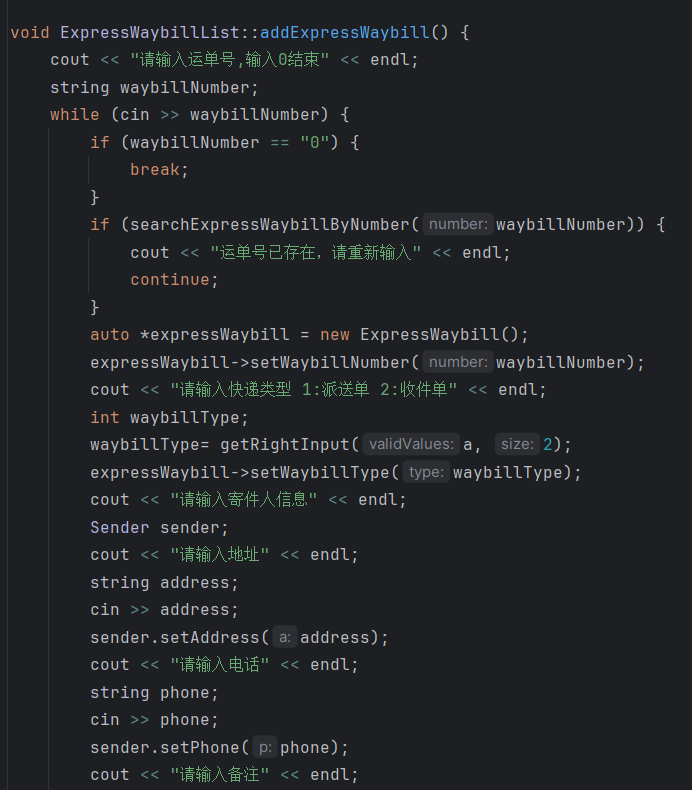 void ExpressWaybillList::addExpressWaybill() {
    cout << "请输入运单号,输入0结束" << endl;
    string waybillNumber;
    while (cin >> waybillNumber) {
        if (waybillNumber == "0") {
            break;
        }
        if (searchExpressWaybillByNumber( number: waybillNumber)) {
            cout << "运单号已存在，请重新输入" << endl;
            continue;
        }
        auto *expressWaybill = new ExpressWaybill();
        expressWaybill->setWaybillNumber( number: waybillNumber);
        cout << "请输入快递类型 1:派送单 2:收件单" << endl;
        int waybillType;
        waybillType= getRightInput( validValues: a, size: 2);
        expressWaybill->setWaybillType( type: waybillType);
        cout << "请输入寄件人信息" << endl;
        Sender sender;
        cout << "请输入地址" << endl;
        string address;
        cin >> address;
        sender.setAddress( a: address);
        cout << "请输入电话" << endl;
        string phone;
        cin >> phone;
        sender.setPhone( p: phone);
        cout << "请输入备注" << endl;